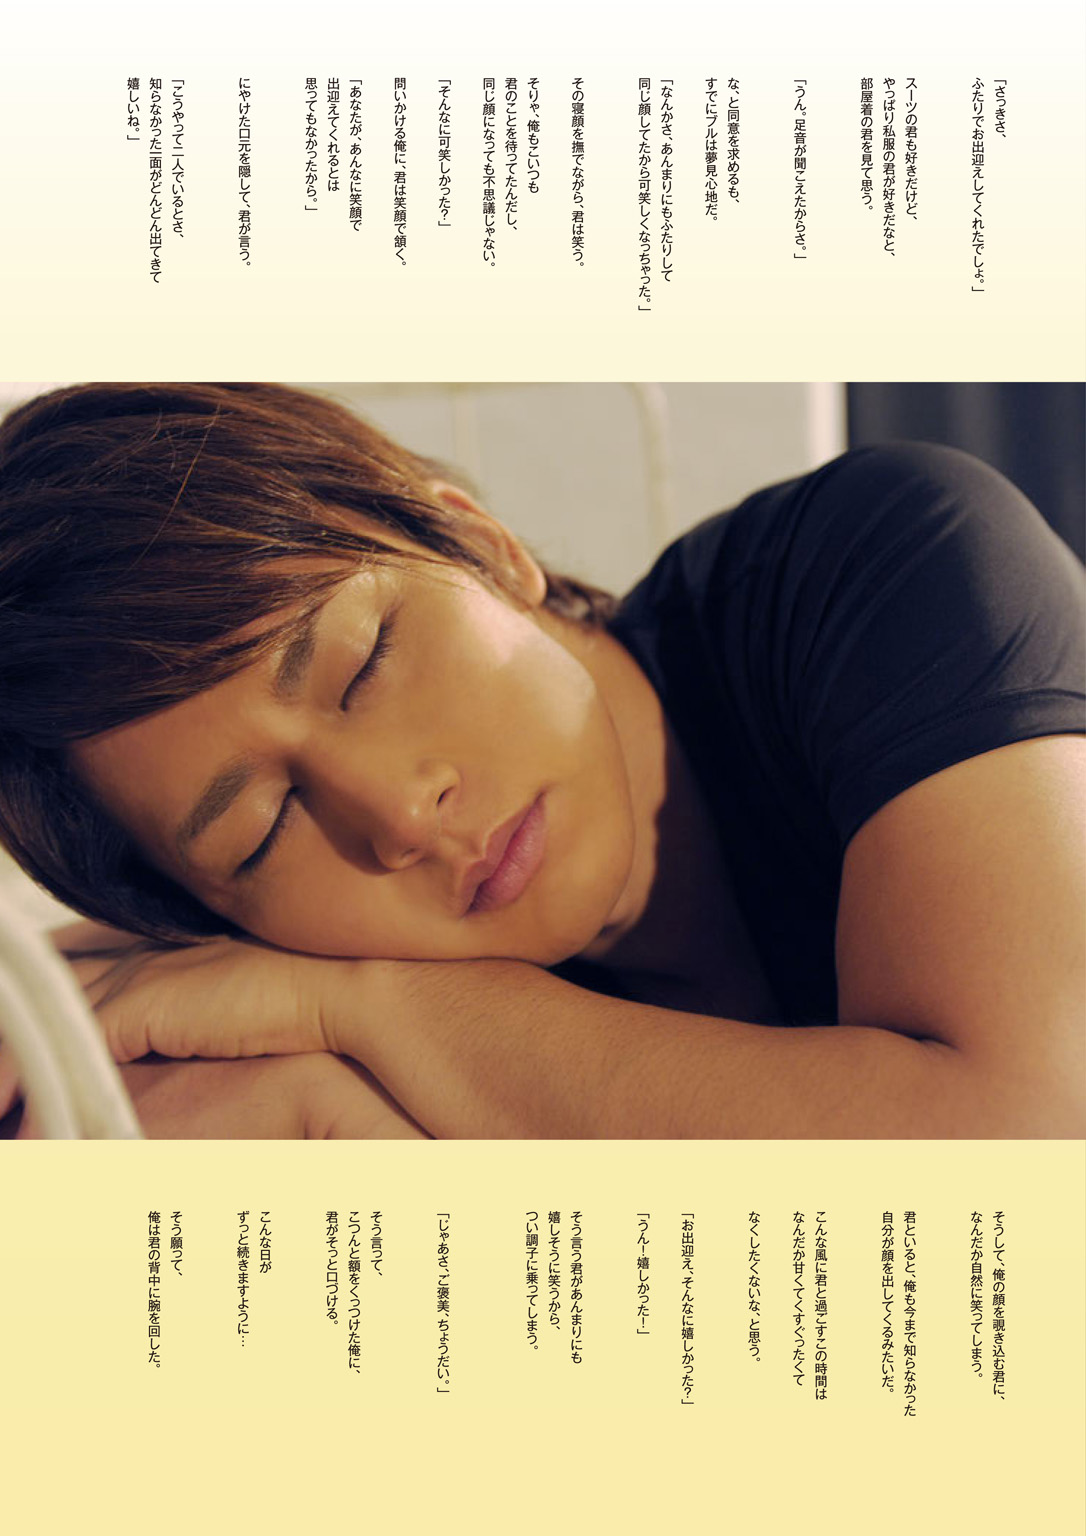 「さっきさ、
ふたりでお出迎えしてくれたでしょ。」
スーツの君も好きだけど、
やっぱり私服の君が好きだなと、
部屋着の君を見て思う。
「うん。足音が聞こえたからさ。」
な、と同意を求めるも、
すでにブルは夢見心地だ。
「なんかさ、あんまりにもふたりして
同じ顔してたから可笑しくなっちゃった。」
その寝顔を撫でながら、君は笑う。
そりゃ、俺もこいつも
君のことを待ってたんだし、
同じ顔になっても不思議じゃない。
「そんなに可笑しかった？」
問いかける俺に、君は笑顔で頷く。
「あなたが、あんなに笑顔で
出迎えてくれるとは
思ってもなかったから。」
にやけた口元を隠して、君が言う。
「こうやって二人でいるとさ、
知らなかった一面がどんどん出てきて
嬉しいね。」
そうして、俺の顔を覗き込む君に、
なんだか自然に笑ってしまう。
君といると、俺も今まで知らなかった
自分が顔を出してくるみたいだ。
こんな風に君と過ごすこの時間は
なんだか甘くてくすぐったくて
なくしたくないな、と思う。
「お出迎え、そんなに嬉しかった？」
「うん！嬉しかった！」
そう言う君があんまりにも
嬉しそうに笑うから、
つい調子に乗ってしまう。
「じゃあさ、ご褒美、ちょうだい。」
そう言って、
こつんと額をくっつけた俺に、
君がそっと口づける。
こんな日が
ずっと続きますように…
そう願って、
俺は君の背中に腕を回した。